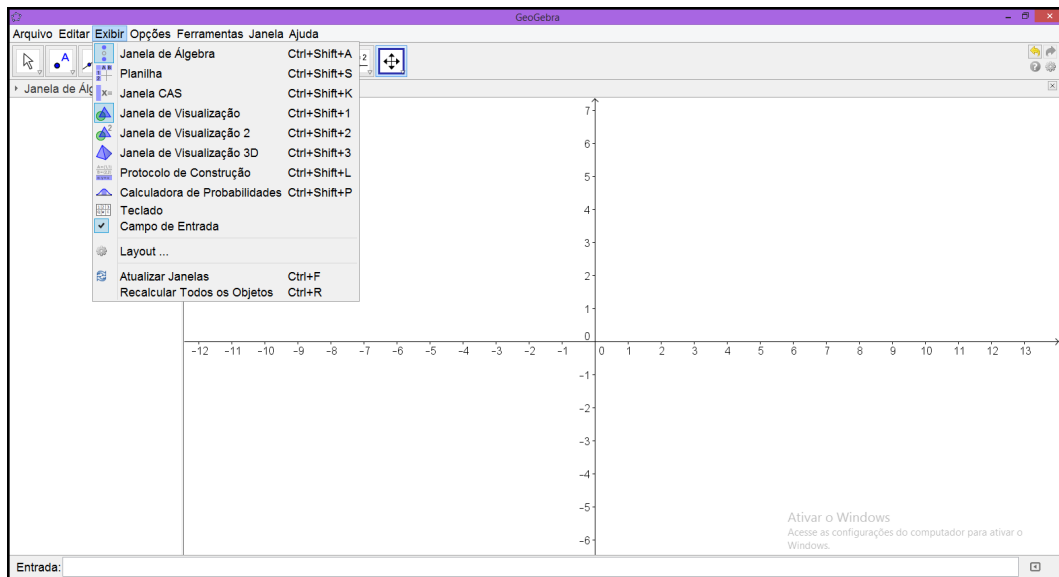 GeoGebra
Arquivo Editar Exibir Opções Ferramentas Janela Ajuda
Janela de Álgebra Ctrl+Shift+A
Planilha Ctrl+Shift+S
Janela CAS Ctrl+Shift+K
Janela de Visualização Ctrl+Shift+1
Janela de Visualização 2 Ctrl+Shift+2
Janela de Visualização 3D Ctrl+Shift+3
Protocolo de Construção Ctrl+Shift+L
Calculadora de Probabilidades Ctrl+Shift+P
Teclado
Campo de Entrada
Layout ...
Atualizar Janelas Ctrl+F
Recalcular Todos os Objetos Ctrl+R
A
Janela de Álg
7
6
5
4
3
2
1
0
-12 -11 -10 -9 -8 -7 -6 -5 -4 -3 -2 -1 0 1 2 3 4 5 6 7 8 9 10 11 12 13
-1
-2
-3
-4
-5
-6
Ativar o Windows
Acesse as configurações do computador para ativar o
Windows.
Entrada: